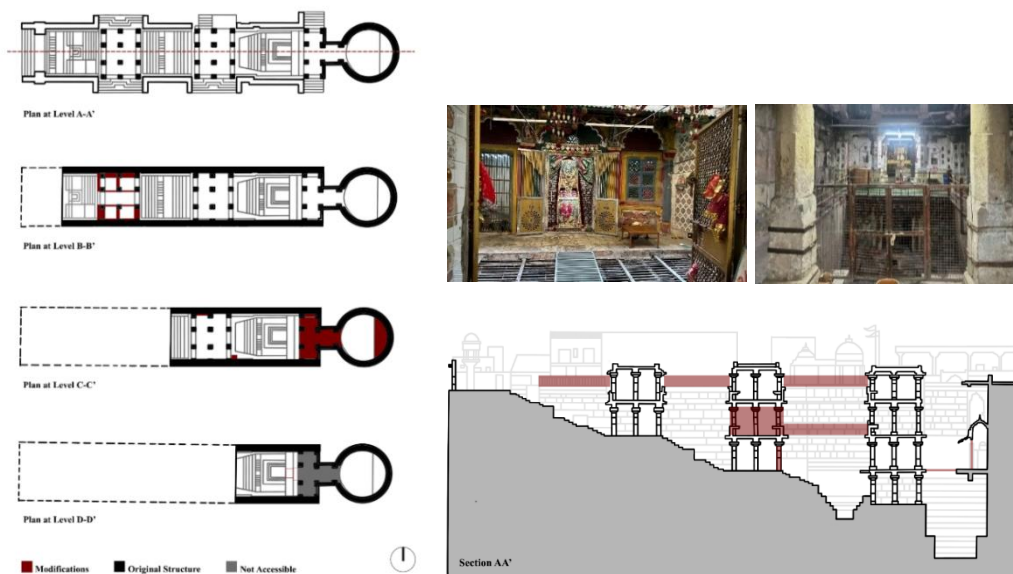 Plan at Level A-A'
Plan at Level B-B'
Plan at Level C-C'
Plan at Level D-D'
Modifications
Original Structure
Not Accessible
Section AA'